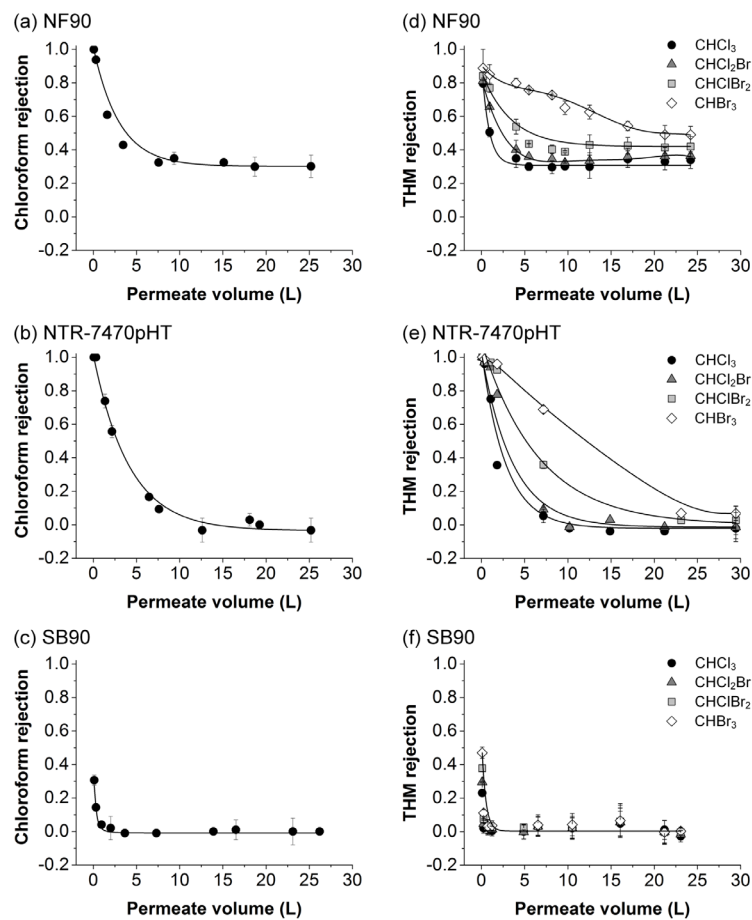 (a) NF90
Chloroform rejection
1.0
0.8
0.6
0.4
0.2
0.0
-0.2
0 5 10 15 20 25 30
Permeate volume (L)
(d) NF90
THM rejection
1.0
0.8
0.6
0.4
0.2
0.0
-0.2
CHCl₃
CHCl₂Br
CHClBr₂
CHBr₃
0 5 10 15 20 25 30
Permeate volume (L)
(b) NTR-7470pHT
Chloroform rejection
1.0
0.8
0.6
0.4
0.2
0.0
-0.2
0 5 10 15 20 25 30
Permeate volume (L)
(e) NTR-7470pHT
THM rejection
1.0
0.8
0.6
0.4
0.2
0.0
-0.2
CHCl₃
CHCl₂Br
CHClBr₂
CHBr₃
0 5 10 15 20 25 30
Permeate volume (L)
(c) SB90
Chloroform rejection
1.0
0.8
0.6
0.4
0.2
0.0
-0.2
0 5 10 15 20 25 30
Permeate volume (L)
(f) SB90
THM rejection
1.0
0.8
0.6
0.4
0.2
0.0
-0.2
CHCl₃
CHCl₂Br
CHClBr₂
CHBr₃
0 5 10 15 20 25 30
Permeate volume (L)